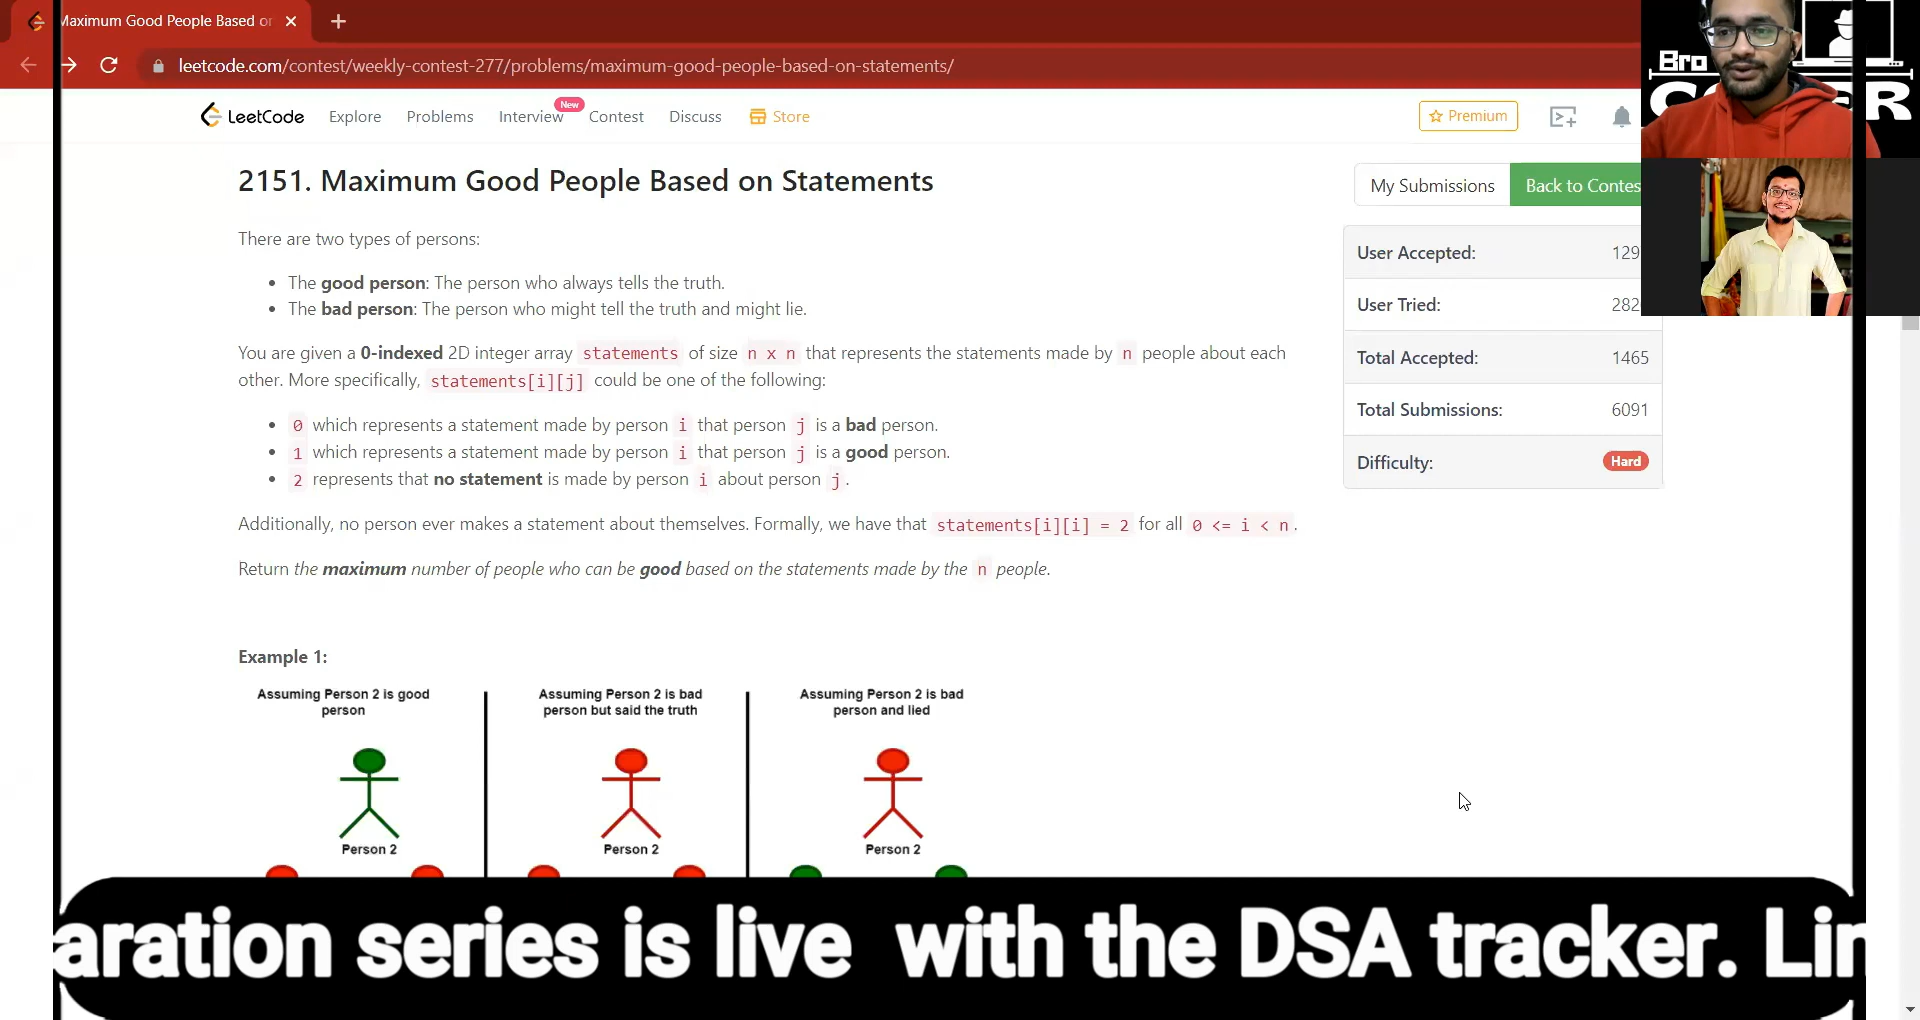 Maximum Good People Based on
leetcode.com/contest/weekly-contest-277/problems/maximum-good-people-based-on-statements/
LeetCode Explore Problems Interview New Contest Discuss Store Premium
Bro
2151. Maximum Good People Based on Statements
My Submissions Back to Contes
There are two types of persons:
• The good person: The person who always tells the truth.
• The bad person: The person who might tell the truth and might lie.
User Accepted: 129
User Tried: 282
Total Accepted: 1465
Total Submissions: 6091
Difficulty: Hard
You are given a 0-indexed 2D integer array statements of size n x n that represents the statements made by n people about each
other. More specifically, statements[i][j] could be one of the following:
• 0 which represents a statement made by person i that person j is a bad person.
• 1 which represents a statement made by person i that person j is a good person.
• 2 represents that no statement is made by person i about person j.
Additionally, no person ever makes a statement about themselves. Formally, we have that statements[i][i] = 2 for all 0 <= i < n.
Return the maximum number of people who can be good based on the statements made by the n people.
Example 1:
Assuming Person 2 is good
person
Assuming Person 2 is bad
person but said the truth
Assuming Person 2 is bad
person and lied
Person 2 Person 2 Person 2
aration series is live with the DSA tracker. Lin